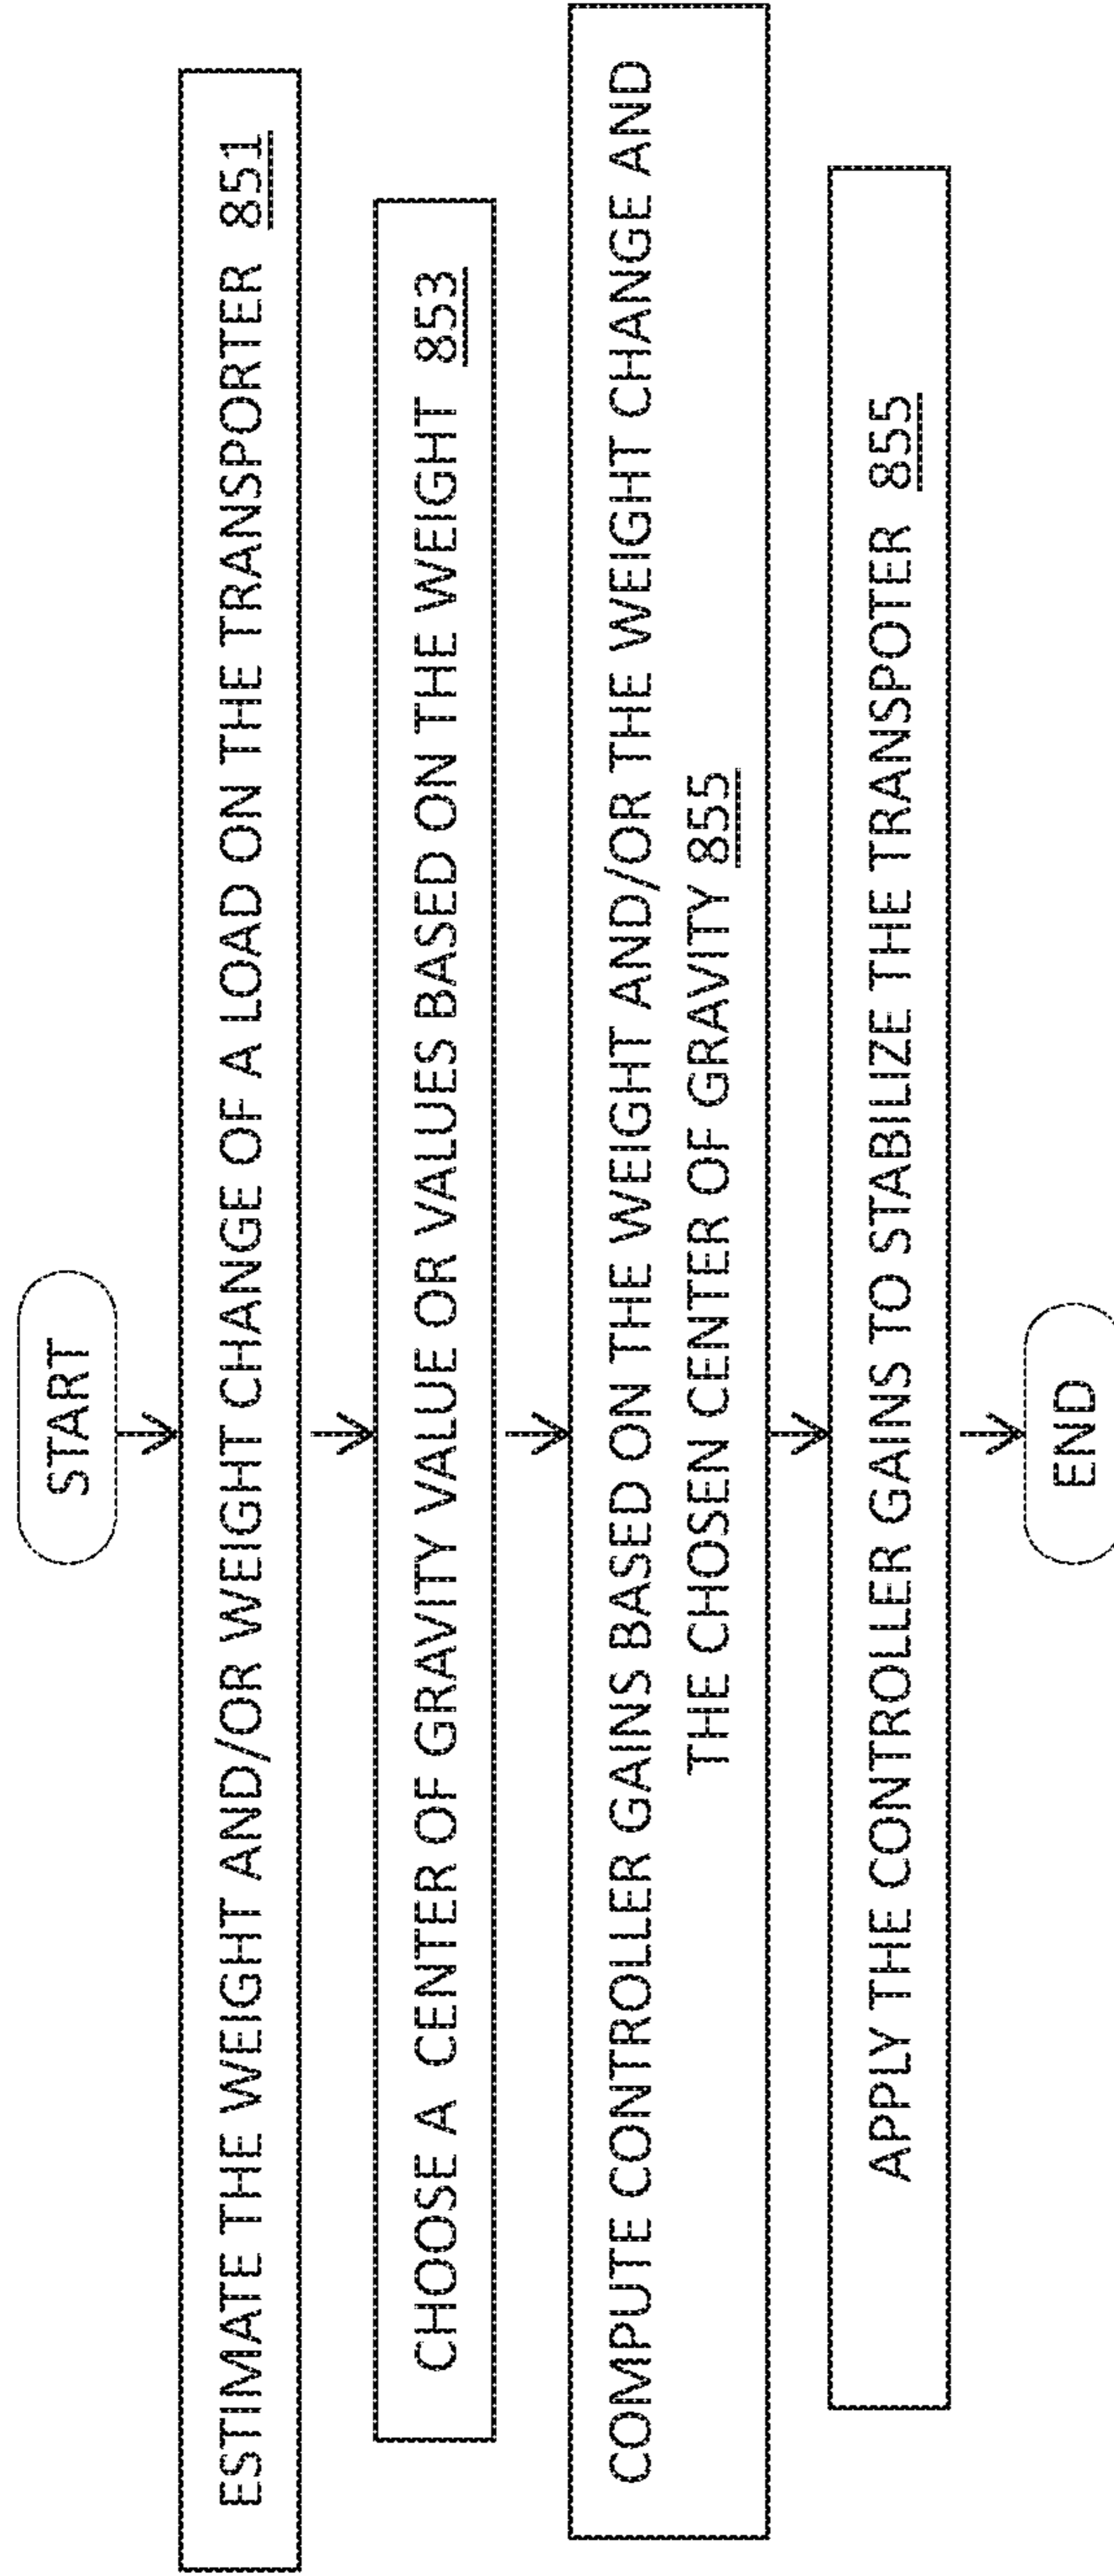 START
ESTIMATE THE WEIGHT AND/OR WEIGHT CHANGE OF A LOAD ON THE TRANSPORTER 851
CHOOSE A CENTER OF GRAVITY VALUE OR VALUES BASED ON THE WEIGHT 853
COMPUTE CONTROLLER GAINS BASED ON THE WEIGHT AND/OR THE WEIGHT CHANGE AND
THE CHOSEN CENTER OF GRAVITY 855
APPLY THE CONTROLLER GAINS TO STABILIZE THE TRANSPOTER 855
END